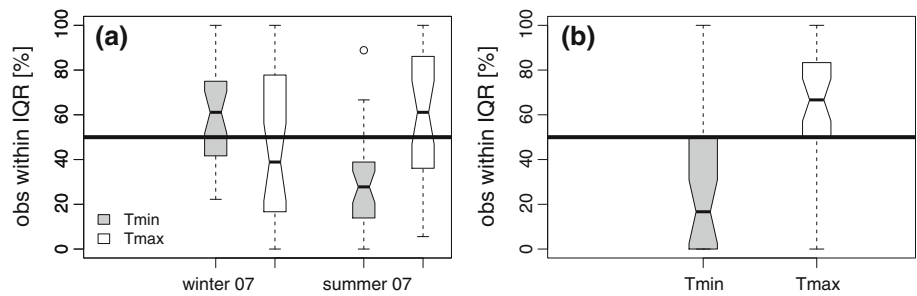 (a)
obs within IQR [%]
100
80
60
40
20
0
Tmin
Tmax
winter 07
summer 07
(b)
obs within IQR [%]
100
80
60
40
20
0
Tmin
Tmax